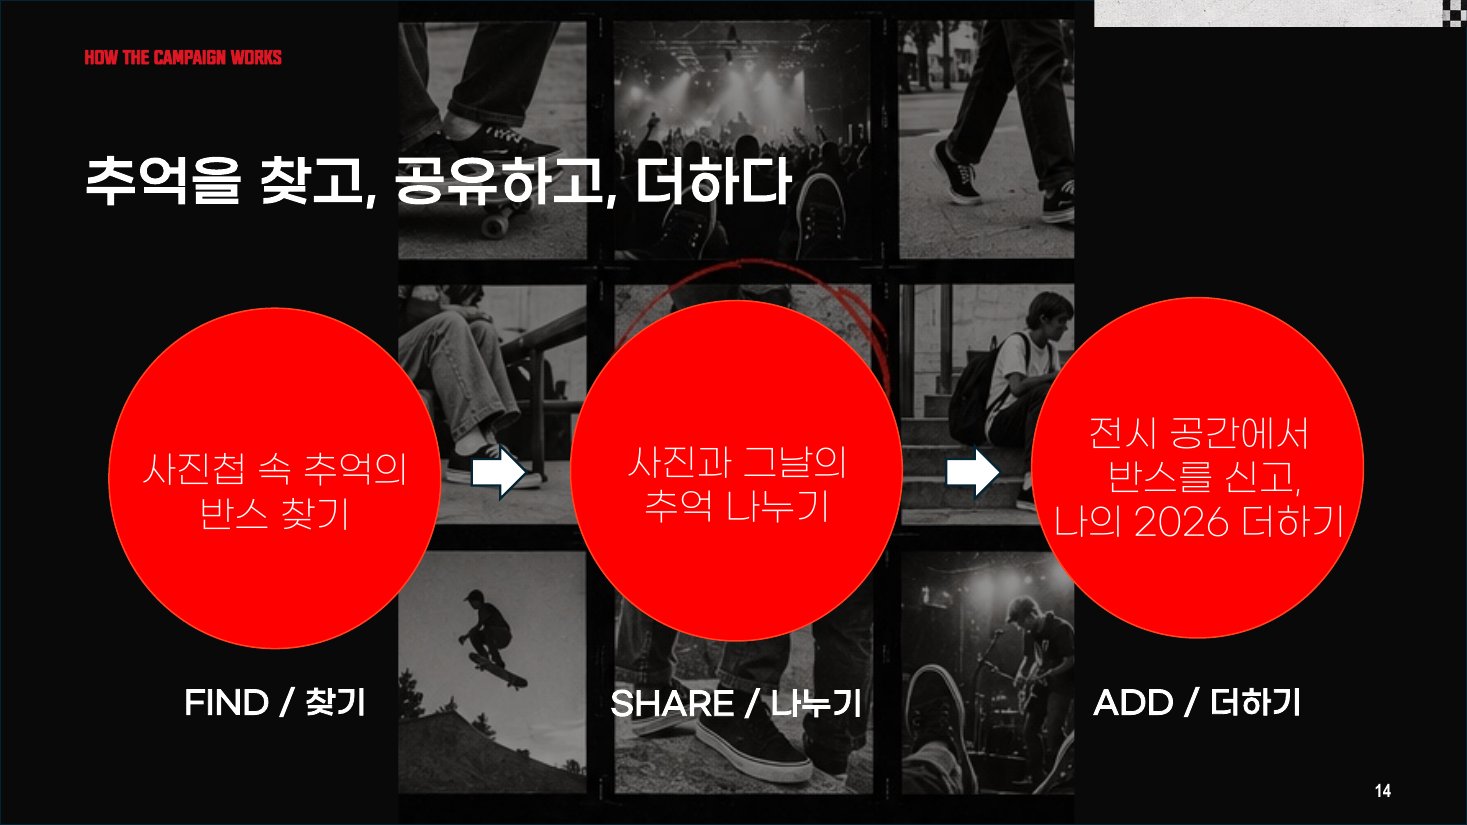 HOW THE CAMPAIGN WORKS
추억을 찾고, 공유하고, 더하다
사진첩 속 추억의
반스 찾기
사진과 그날의
추억 나누기
전시 공간에서
반스를 신고,
나의 2026 더하기
FIND / 찾기
SHARE / 나누기
ADD / 더하기
14